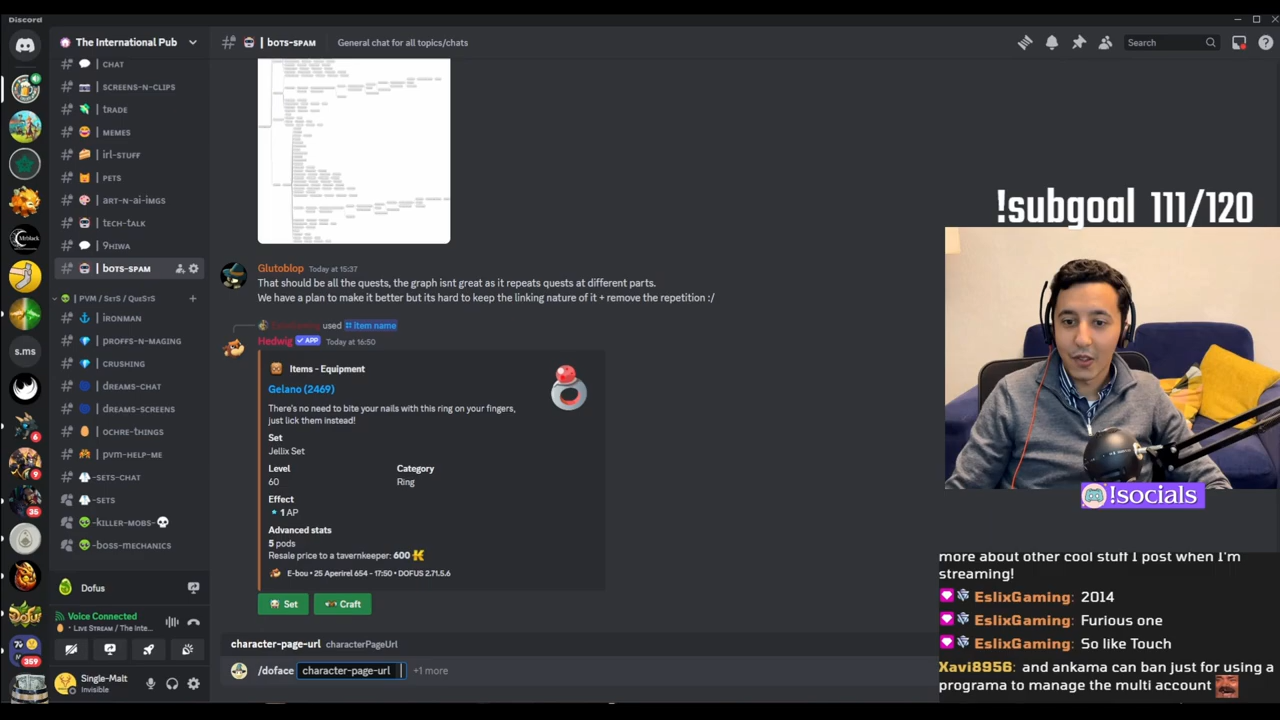 Discord
The International Pub
| BOTS-SPAM
General chat for all topics/chats
Search
| CHAT
| SCREENS-N-CLIPS
| TRADE
| MEMES
| IRL-STUFF
| PETS
| ART-N-AI-IMGS
| TECH-TALK
| 9HIWA
| BOTS-SPAM
PVM / SETS / QUESTS
| IRONMAN
| PROFFS-N-MAGING
| CRUSHING
| DREAMS-CHAT
| DREAMS-SCREENS
| OCHRE-THINGS
| PVM-HELP-ME
-SETS-CHAT
-SETS
-KILLER-MOBS-
-BOSS-MECHANICS
s.ms
6
9
35
359
Dofus
Voice Connected
LIVE STREAM / The Inte...
Single-Malt
Invisible
Glutoblop Today at 15:37
That should be all the quests, the graph isnt great as it repeats quests at different parts.
We have a plan to make it better but its hard to keep the linking nature of it + remove the repetition :/
used item name
Hedwig APP Today at 16:50
Items - Equipment
Gelano (2469)
There's no need to bite your nails with this ring on your fingers,
just lick them instead!
Set
Jellix Set
Level Category
60 Ring
Effect
1 AP
Advanced stats
5 pods
Resale price to a tavernkeeper: 600
E-bou • 25 Aperirel 654 - 17:50 • DOFUS 2.71.5.6
Set Craft
character-page-url characterPageUrl
/doface character-page-url +1 more
!subgoal 111/120
!socials
more about other cool stuff I post when I'm
streaming!
EslixGaming: 2014
EslixGaming: Furious one
EslixGaming: So like Touch
Xavi8956: and ankama can ban just for using a
programa to manage the multi account